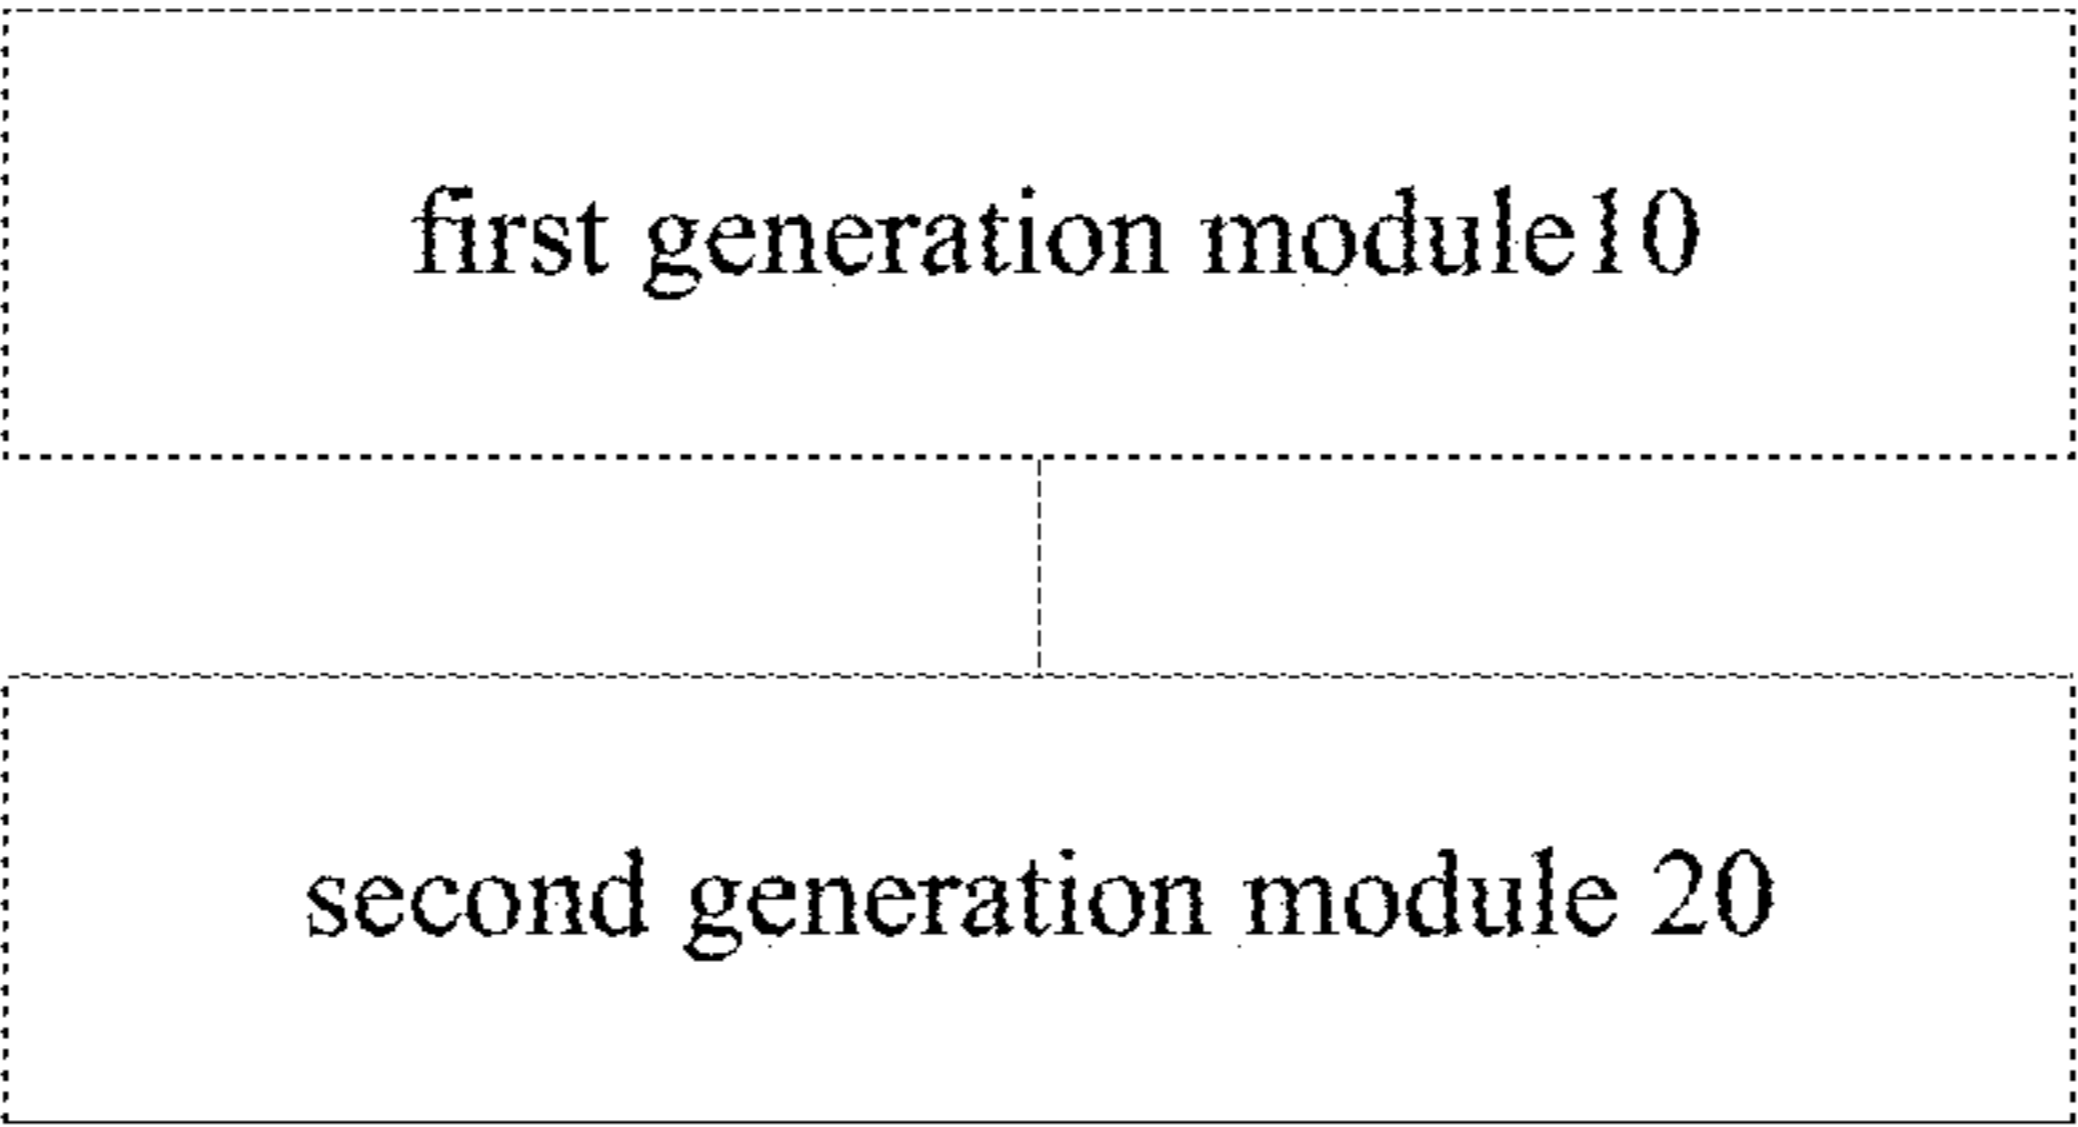 first generation module10
second generation module 20